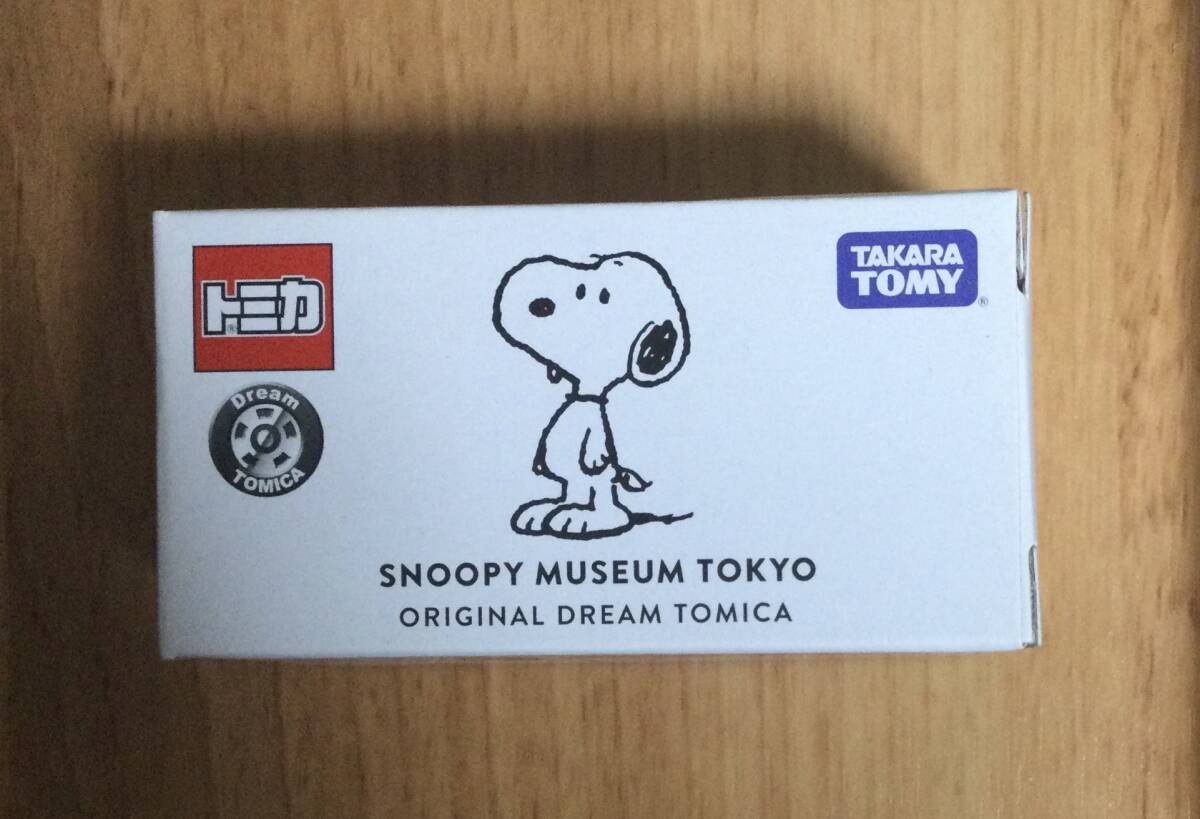 トミカ
®
Dream
TOMICA
TAKARA
TOMY
®
SNOOPY MUSEUM TOKYO
ORIGINAL DREAM TOMICA